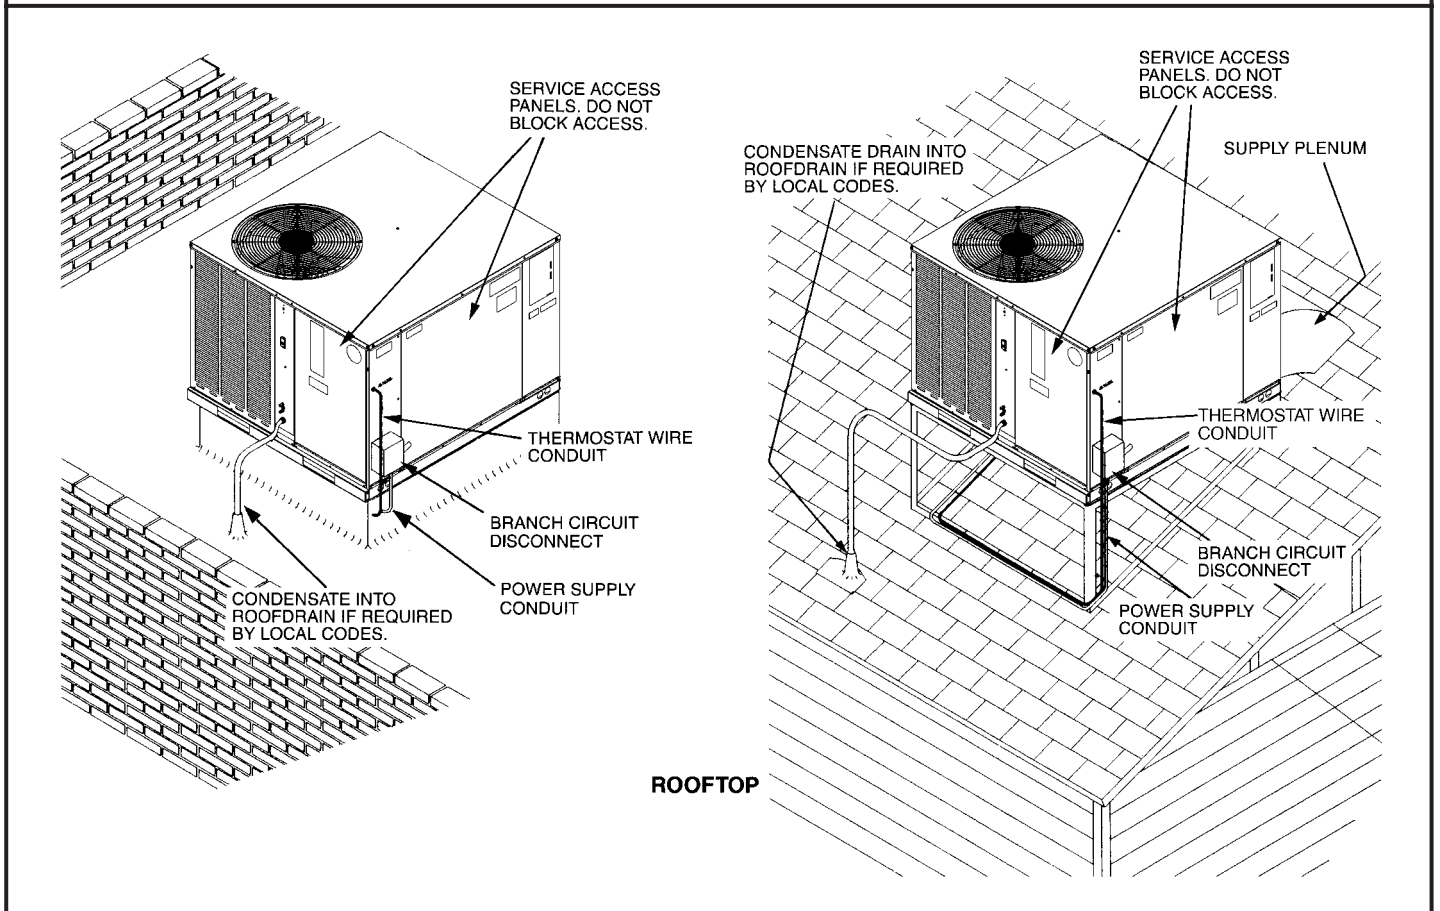 SERVICE ACCESS
PANELS. DO NOT
BLOCK ACCESS.
THERMOSTAT WIRE
CONDUIT
BRANCH CIRCUIT
DISCONNECT
POWER SUPPLY
CONDUIT
CONDENSATE INTO
ROOFDRAIN IF REQUIRED
BY LOCAL CODES.
ROOFTOP
SERVICE ACCESS
PANELS. DO NOT
BLOCK ACCESS.
SUPPLY PLENUM
CONDENSATE DRAIN INTO
ROOFDRAIN IF REQUIRED
BY LOCAL CODES.
THERMOSTAT WIRE
CONDUIT
BRANCH CIRCUIT
DISCONNECT
POWER SUPPLY
CONDUIT